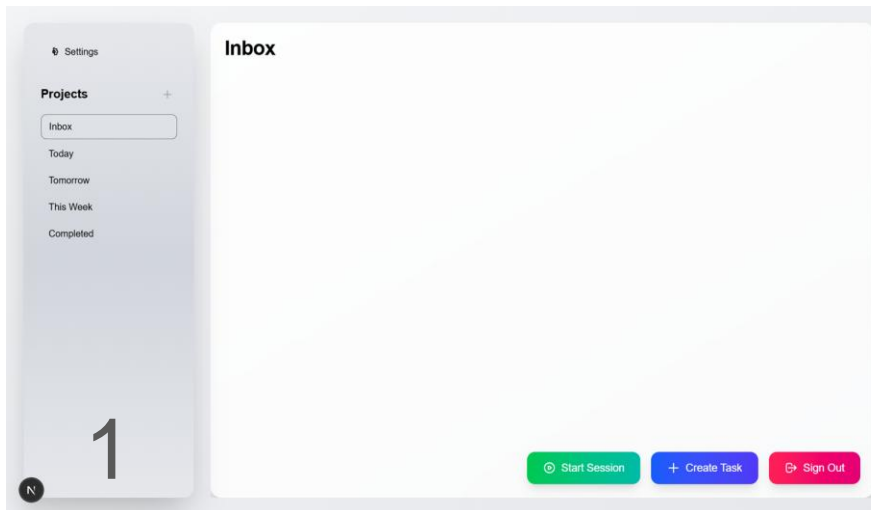 Settings
Projects +
Inbox
Today
Tomorrow
This Week
Completed
1
N
Inbox
Start Session
+ Create Task
Sign Out